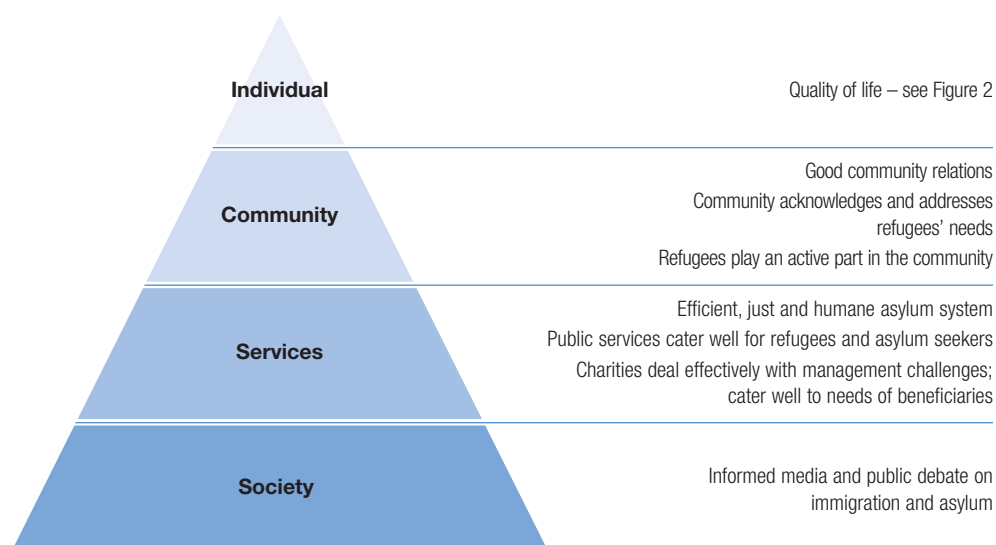 Individual
Quality of life – see Figure 2
Community
Good community relations
Community acknowledges and addresses
refugees’ needs
Refugees play an active part in the community
Services
Efficient, just and humane asylum system
Public services cater well for refugees and asylum seekers
Charities deal effectively with management challenges;
cater well to needs of beneficiaries
Society
Informed media and public debate on
immigration and asylum